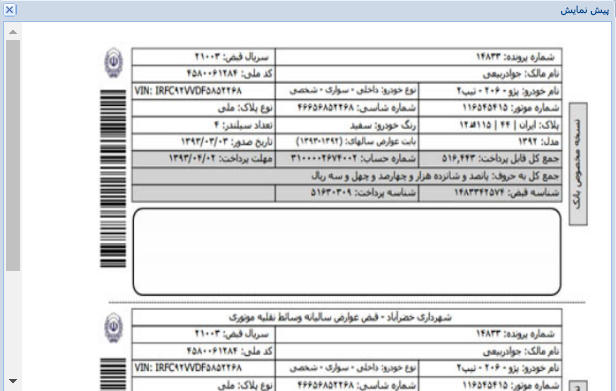 پیش نمایش
شماره پرونده: ۱۴۸۳۳ سریال قبض: ۲۱۰۰۳
نام مالک: جوادربیعی کد ملی: ۴۵۸۰۰۶۱۲۸۴
نام خودرو: پژو - ۲۰۶ - تیپ۲ نوع خودرو: داخلی - سواری - شخصی VIN: IRFC۹۲VVDF۵۸۵۲۲۶۸
شماره موتور: ۱۱۶۵۴۵۴۱۵ شماره شاسی: ۴۶۶۵۶۸۵۲۲۶۸ نوع پلاک: ملی
پلاک: ایران | ۴۴ | ۱۱۵ رنگ خودرو: سفید تعداد سیلندر: ۴
مدل: ۱۳۹۲ بابت عوارض سالهای: (۱۳۹۲-۱۳۹۳) تاریخ صدور: ۱۳۹۳/۰۳/۰۳
جمع کل قابل پرداخت: ۵۱۶,۴۴۳ شماره حساب: ۳۱۰۰۰۰۲۶۷۴۰۰۲ مهلت پرداخت: ۱۳۹۳/۰۴/۰۲
جمع کل به حروف: پانصد و شانزده هزار و چهارصد و چهل و سه ریال
شناسه قبض: ۱۴۸۳۳۴۲۵۷۴ شناسه پرداخت: ۵۱۶۳۰۳۰۹
نسخه مخصوص بانک
شهرداری خضرآباد - قبض عوارض سالیانه وسائط نقلیه موتوری
شماره پرونده: ۱۴۸۳۳ سریال قبض: ۲۱۰۰۳
نام مالک: جوادربیعی کد ملی: ۴۵۸۰۰۶۱۲۸۴
نام خودرو: پژو - ۲۰۶ - تیپ۲ نوع خودرو: داخلی - سواری - شخصی VIN: IRFC۹۲VVDF۵۸۵۲۲۶۸
شماره موتور: ۱۱۶۵۴۵۴۱۵ شماره شاسی: ۴۶۶۵۶۸۵۲۲۶۸ نوع پلاک: ملی